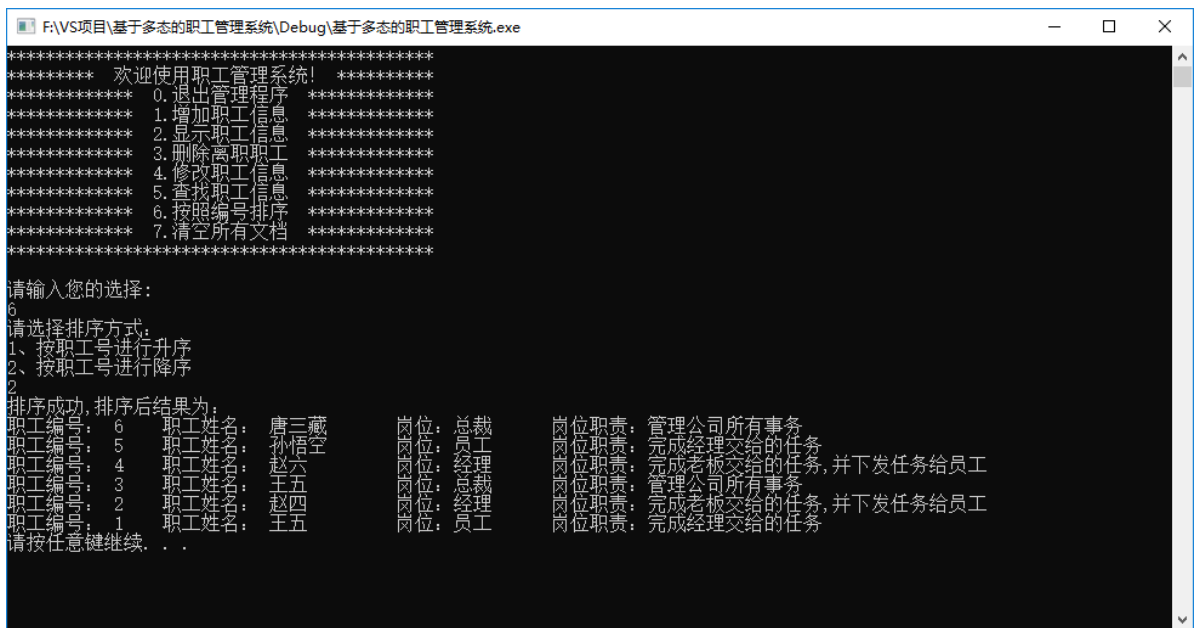 F:\VS项目\基于多态的职工管理系统\Debug\基于多态的职工管理系统.exe
********************************************
********* 欢迎使用职工管理系统! **********
************* 0.退出管理程序 *************
************* 1.增加职工信息 *************
************* 2.显示职工信息 *************
************* 3.删除离职职工 *************
************* 4.修改职工信息 *************
************* 5.查找职工信息 *************
************* 6.按照编号排序 *************
************* 7.清空所有文档 *************
********************************************
请输入您的选择:
6
请选择排序方式:
1、按职工号进行升序
2、按职工号进行降序
2
排序成功,排序后结果为:
职工编号: 6 职工姓名: 唐三藏 岗位:总裁 岗位职责:管理公司所有事务
职工编号: 5 职工姓名: 孙悟空 岗位:员工 岗位职责:完成经理交给的任务
职工编号: 4 职工姓名: 赵六 岗位:经理 岗位职责:完成老板交给的任务,并下发任务给员工
职工编号: 3 职工姓名: 王五 岗位:总裁 岗位职责:管理公司所有事务
职工编号: 2 职工姓名: 赵四 岗位:经理 岗位职责:完成老板交给的任务,并下发任务给员工
职工编号: 1 职工姓名: 王五 岗位:员工 岗位职责:完成经理交给的任务
请按任意键继续. . .